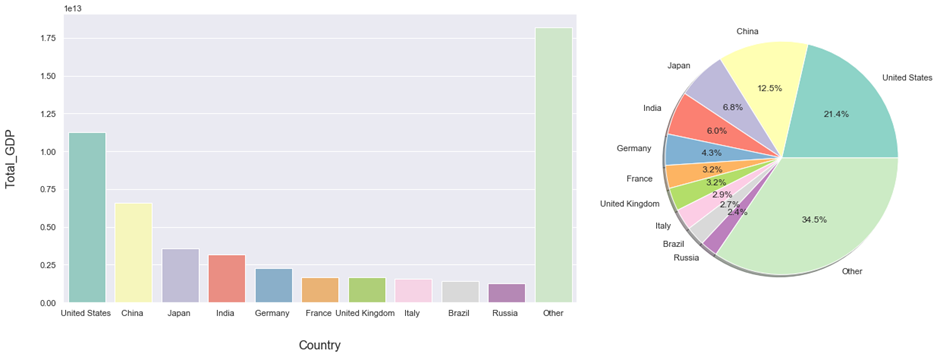 1e13
1.75
1.50
1.25
1.00
0.75
0.50
0.25
0.00
Total_GDP
United States China Japan India Germany France United Kingdom Italy Brazil Russia Other
Country
China
Japan
United States
India
Germany
France
United Kingdom
Italy
Brazil
Russia
Other
12.5%
6.8%
21.4%
6.0%
4.3%
3.2%
3.2%
2.9%
2.7%
2.4%
34.5%